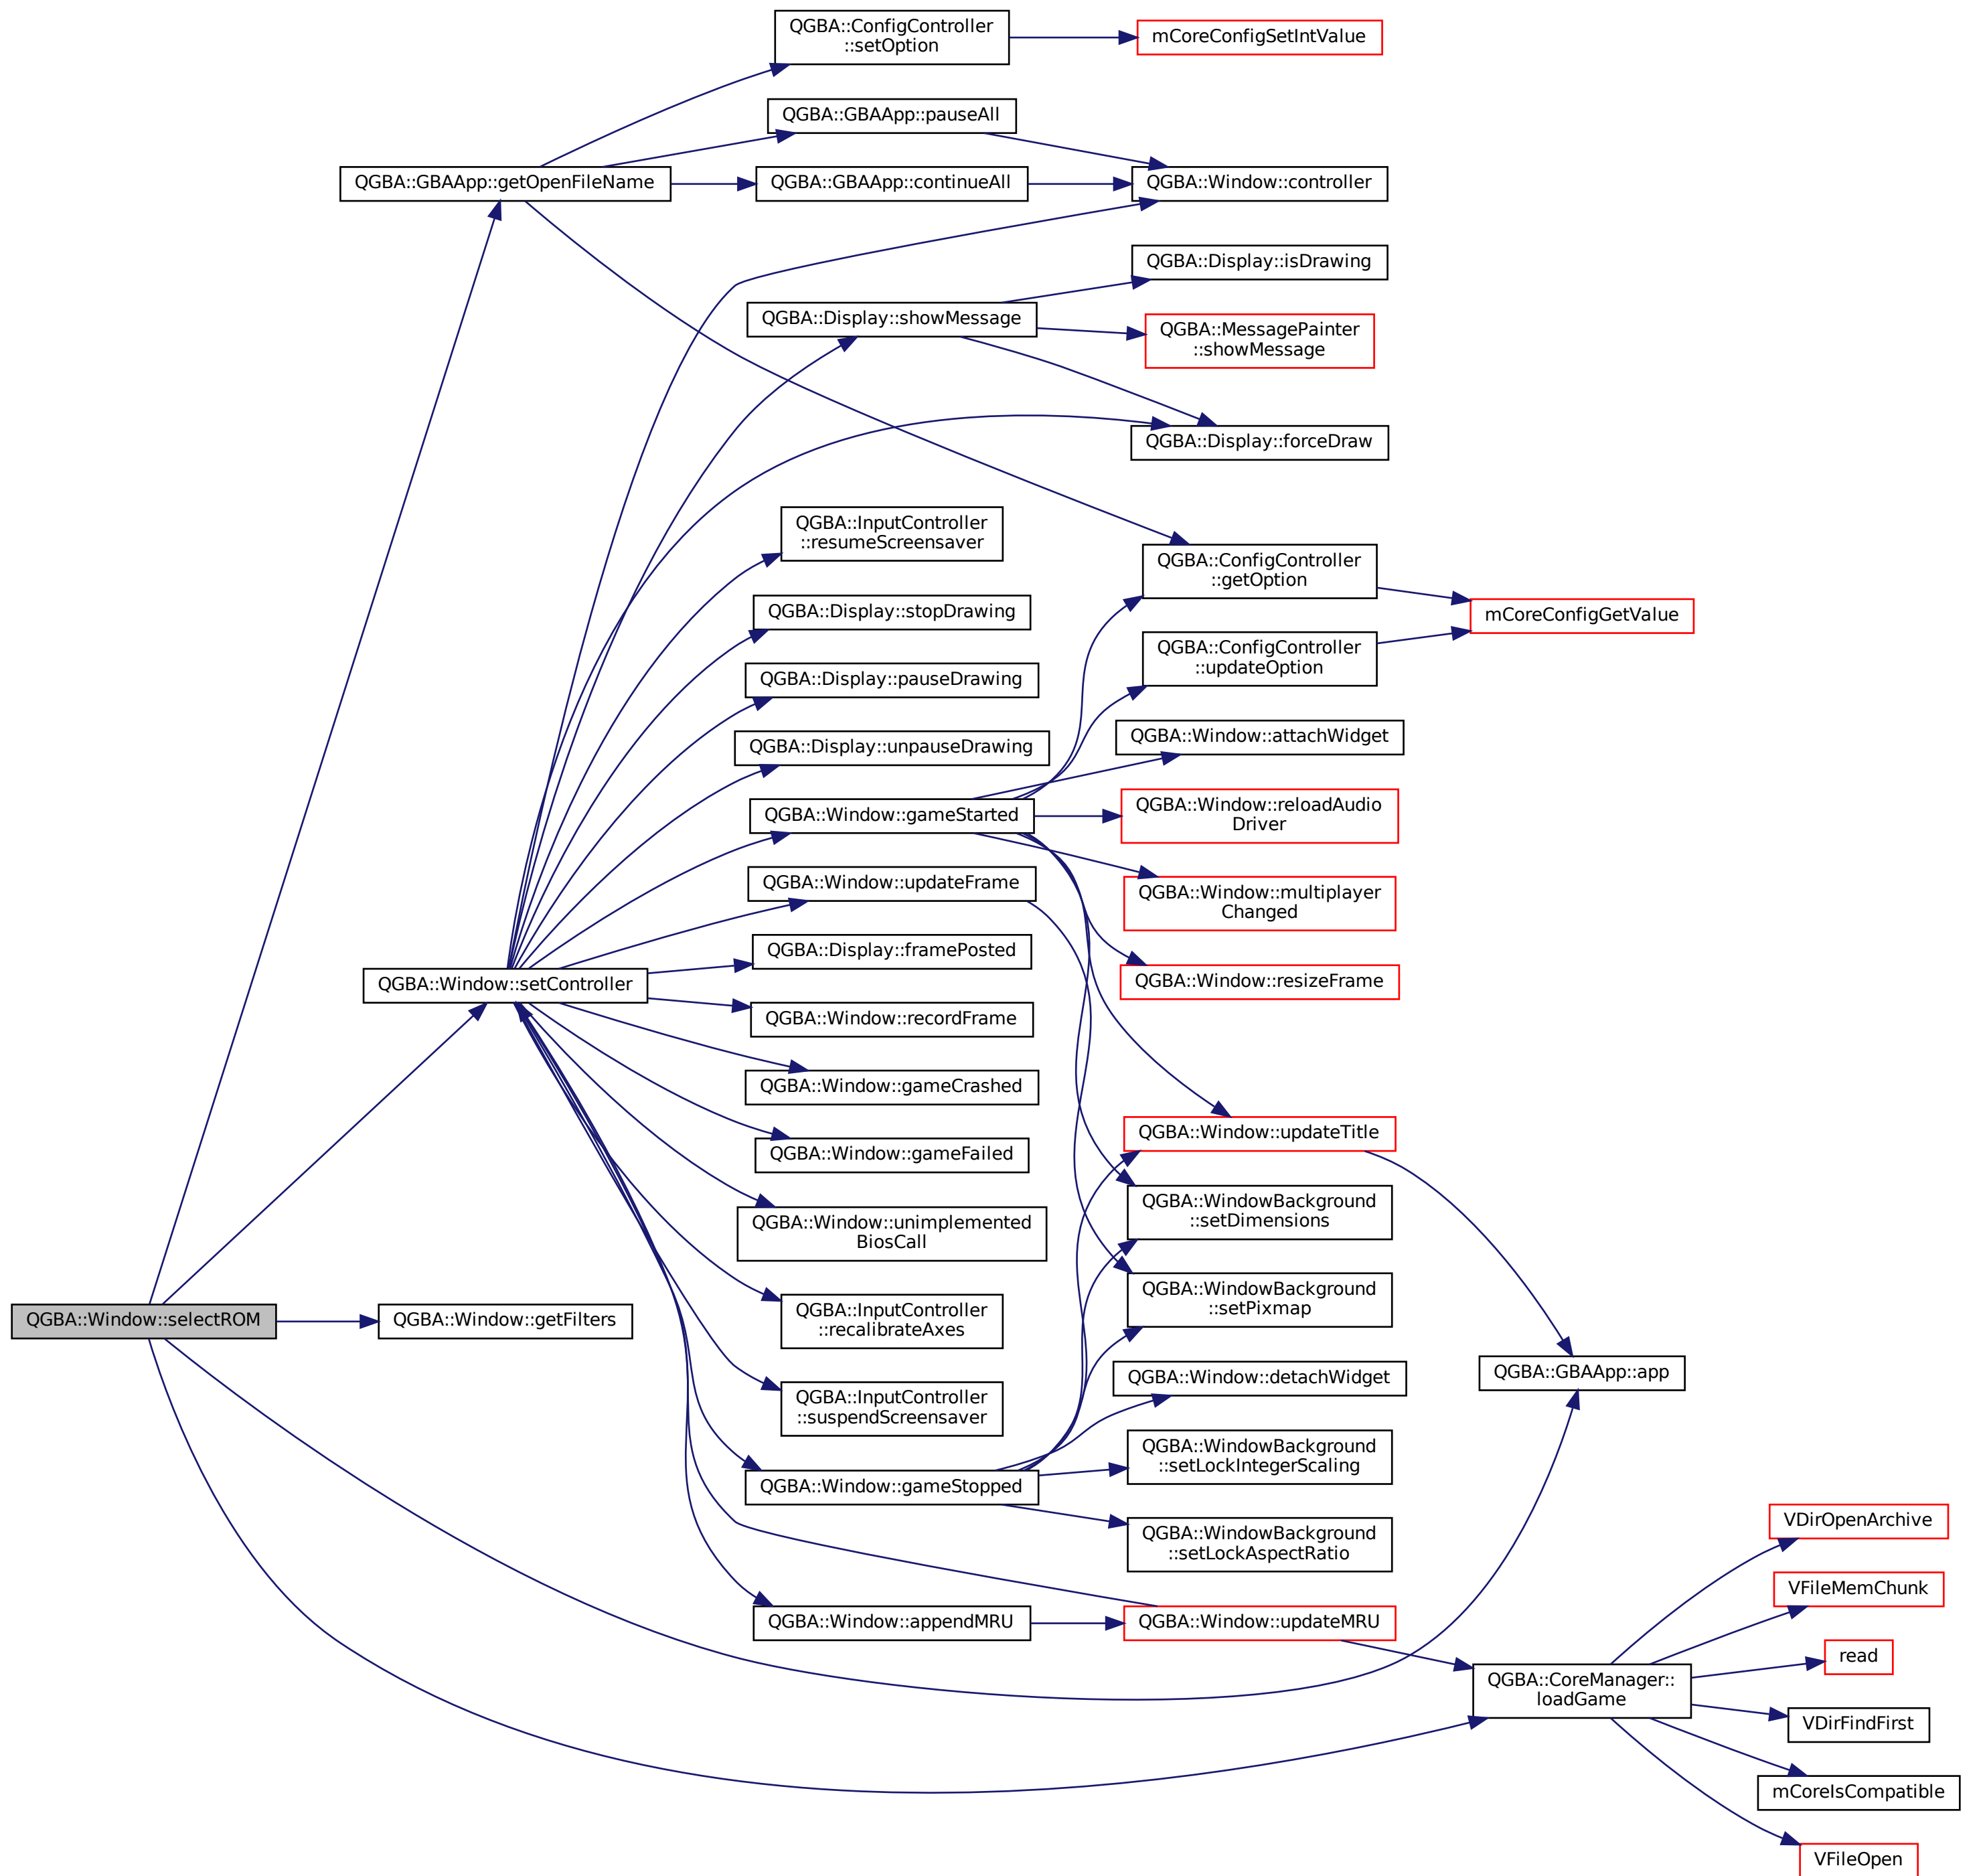 QGBA::ConfigController
::setOption
mCoreConfigSetIntValue
QGBA::GBAApp::pauseAll
QGBA::GBAApp::getOpenFileName
QGBA::GBAApp::continueAll
QGBA::Window::controller
QGBA::Display::isDrawing
QGBA::Display::showMessage
QGBA::MessagePainter
::showMessage
QGBA::Display::forceDraw
QGBA::InputController
::resumeScreensaver
QGBA::ConfigController
::getOption
QGBA::Display::stopDrawing
mCoreConfigGetValue
QGBA::ConfigController
::updateOption
QGBA::Display::pauseDrawing
QGBA::Window::attachWidget
QGBA::Display::unpauseDrawing
QGBA::Window::gameStarted
QGBA::Window::reloadAudio
Driver
QGBA::Window::updateFrame
QGBA::Window::multiplayer
Changed
QGBA::Display::framePosted
QGBA::Window::setController
QGBA::Window::resizeFrame
QGBA::Window::recordFrame
QGBA::Window::gameCrashed
QGBA::Window::updateTitle
QGBA::Window::gameFailed
QGBA::WindowBackground
::setDimensions
QGBA::Window::unimplemented
BiosCall
QGBA::WindowBackground
::setPixmap
QGBA::Window::selectROM
QGBA::Window::getFilters
QGBA::InputController
::recalibrateAxes
QGBA::GBAApp::app
QGBA::Window::detachWidget
QGBA::InputController
::suspendScreensaver
QGBA::WindowBackground
::setLockIntegerScaling
QGBA::Window::gameStopped
QGBA::WindowBackground
::setLockAspectRatio
VDirOpenArchive
VFileMemChunk
QGBA::Window::appendMRU
QGBA::Window::updateMRU
read
QGBA::CoreManager::
loadGame
VDirFindFirst
mCoreIsCompatible
VFileOpen